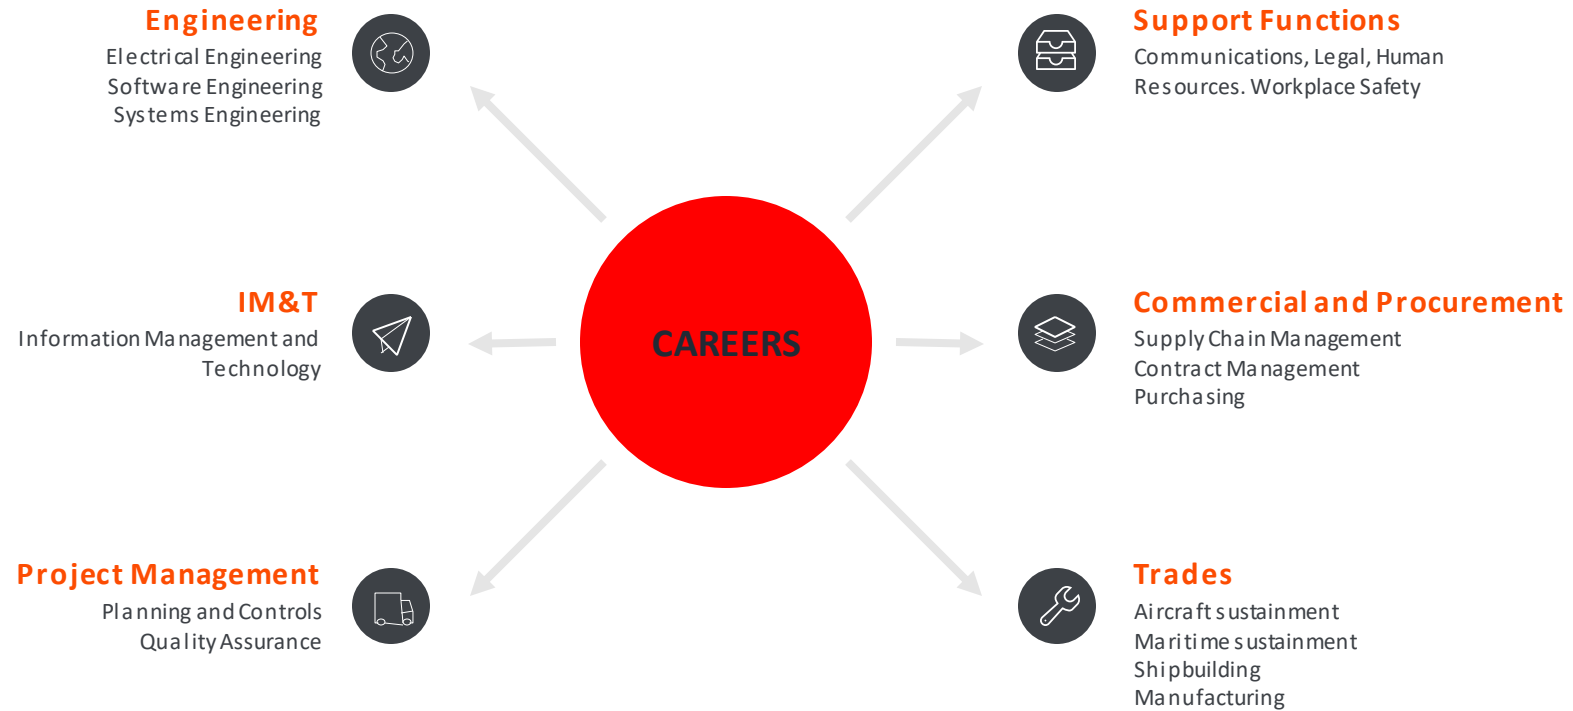 Engineering
Electrical Engineering
Software Engineering
Systems Engineering
Support Functions
Communications, Legal, Human
Resources. Workplace Safety
IM&T
Information Management and
Technology
CAREERS
Commercial and Procurement
Supply Chain Management
Contract Management
Purchasing
Project Management
Planning and Controls
Quality Assurance
Trades
Aircraft sustainment
Maritime sustainment
Shipbuilding
Manufacturing